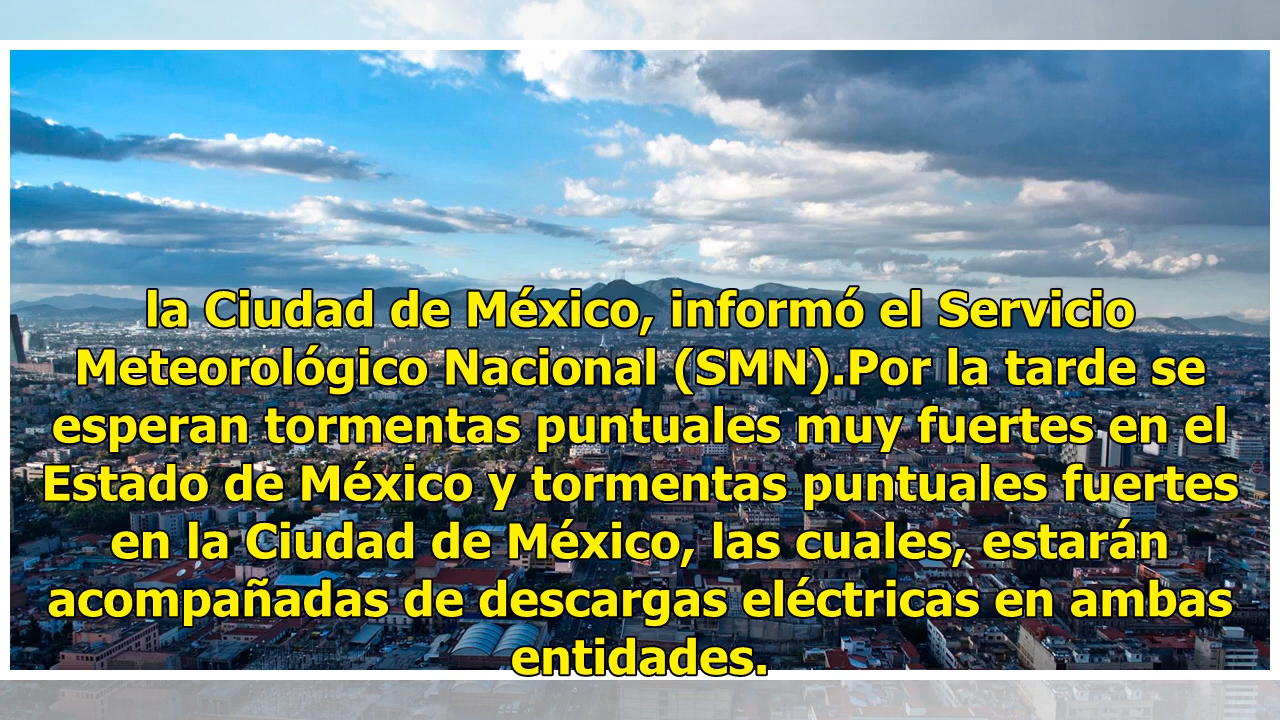 la Ciudad de México, informó el Servicio
Meteorológico Nacional (SMN).Por la tarde se
esperan tormentas puntuales muy fuertes en el
Estado de México y tormentas puntuales fuertes
en la Ciudad de México, las cuales, estarán
acompañadas de descargas eléctricas en ambas
entidades.